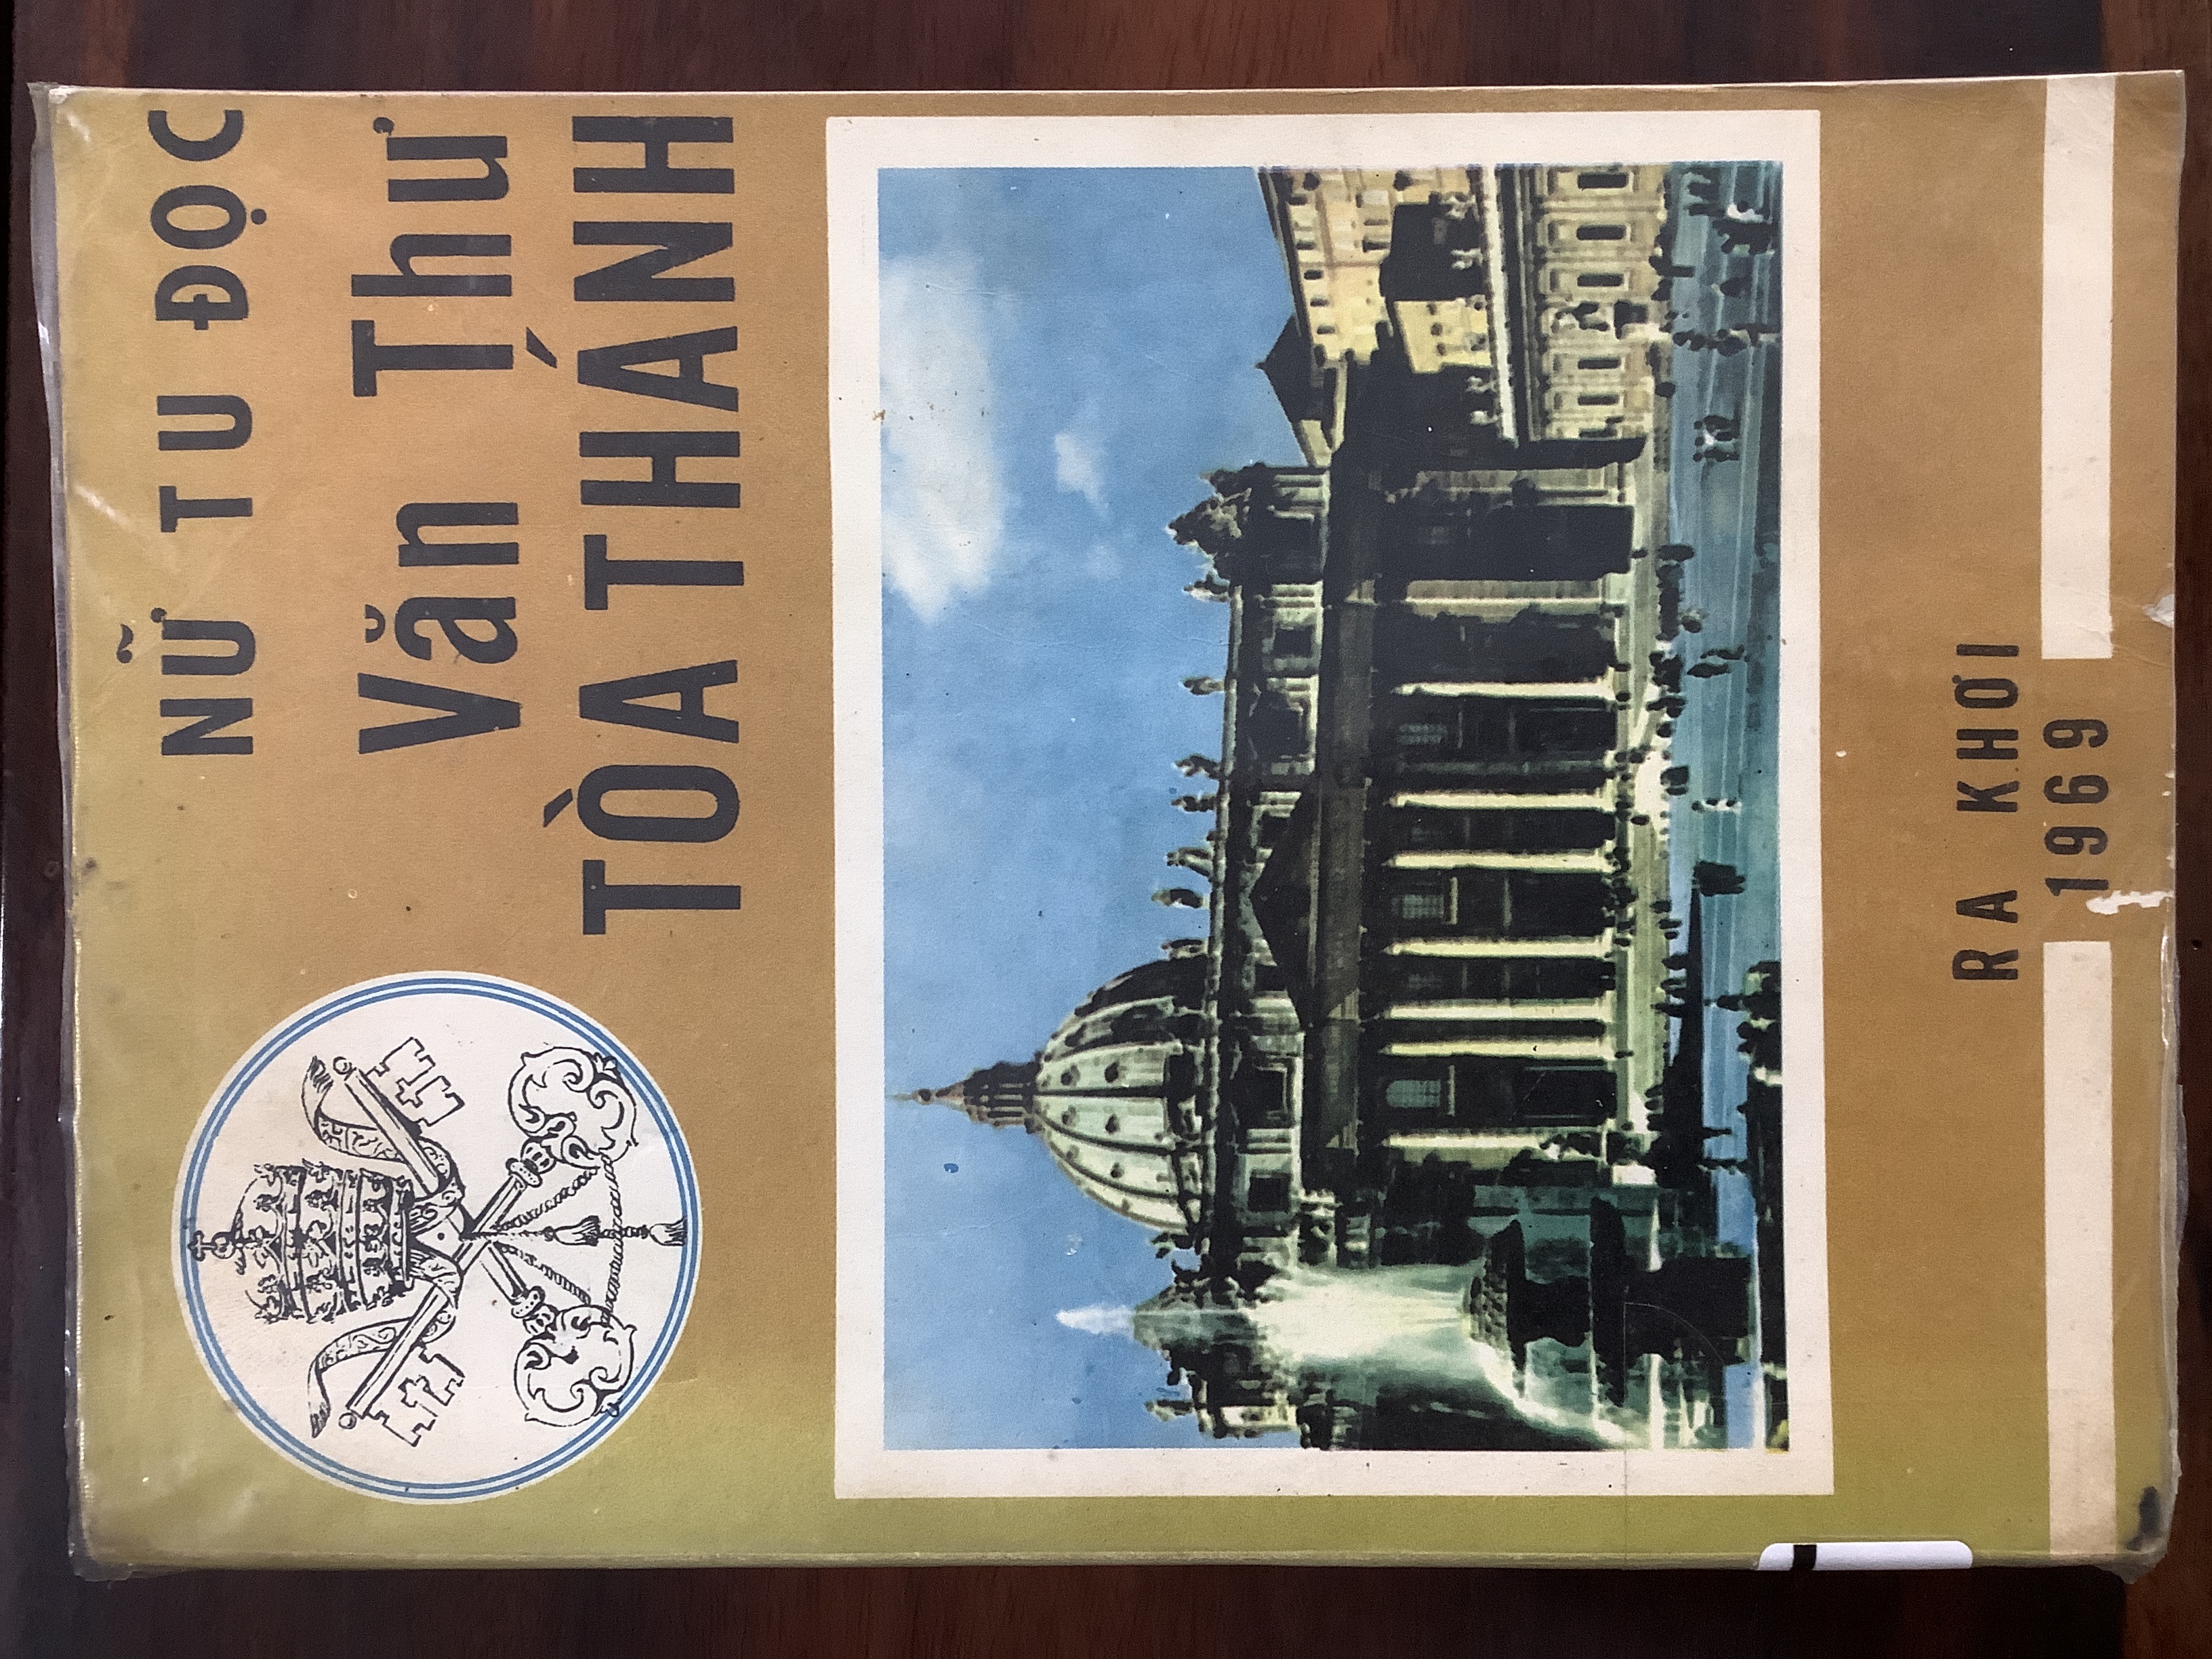 NỮ TU ĐỌC
Văn Thư
TÒA THÁNH
RA KHƠI
1969